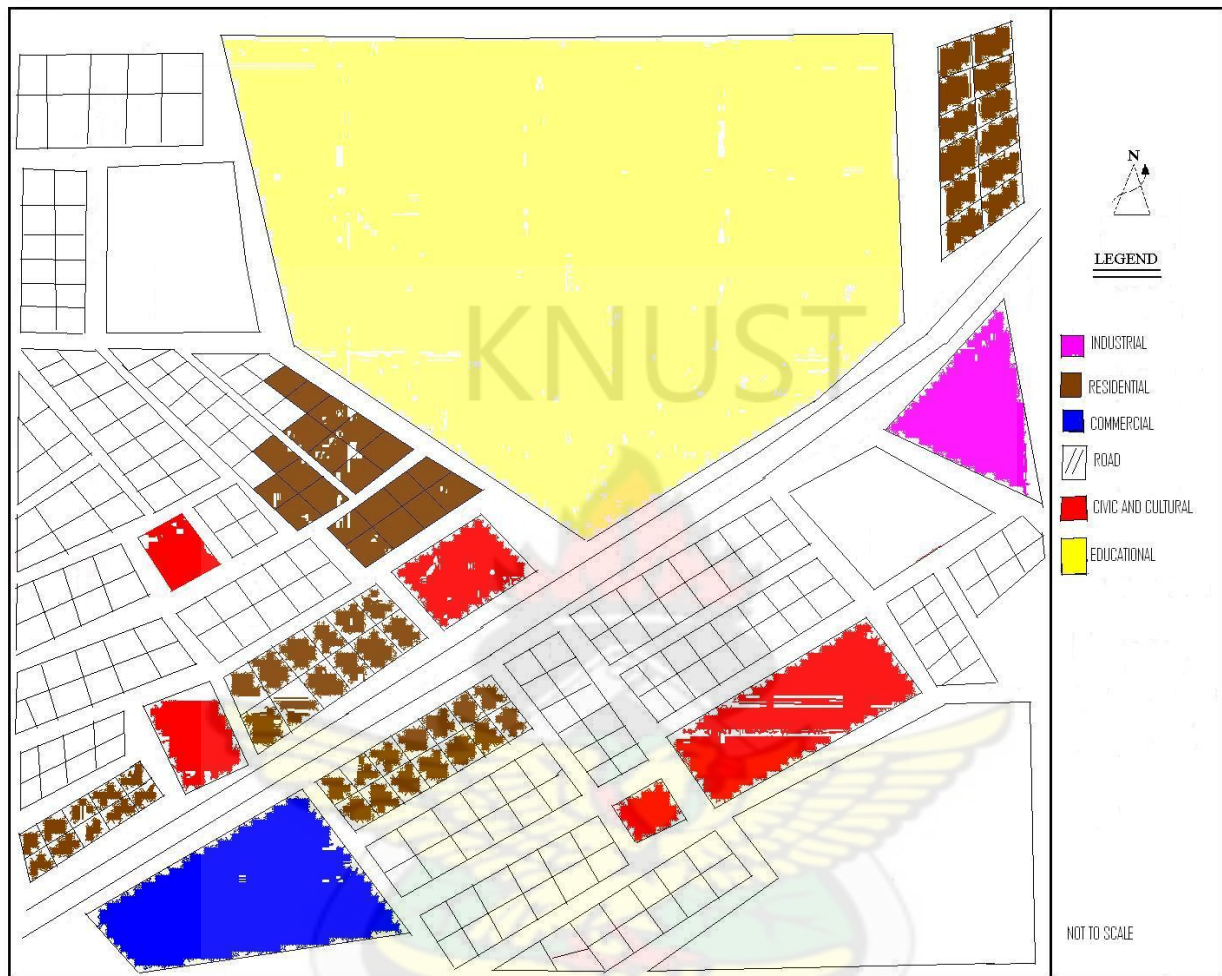 KNUST
N
LEGEND
INDUSTRIAL
RESIDENTIAL
COMMERCIAL
ROAD
CIVIC AND CULTURAL
EDUCATIONAL
NOT TO SCALE